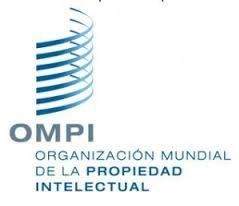 OMPI
ORGANIZACIÓN MUNDIAL
DE LA PROPIEDAD
INTELECTUAL